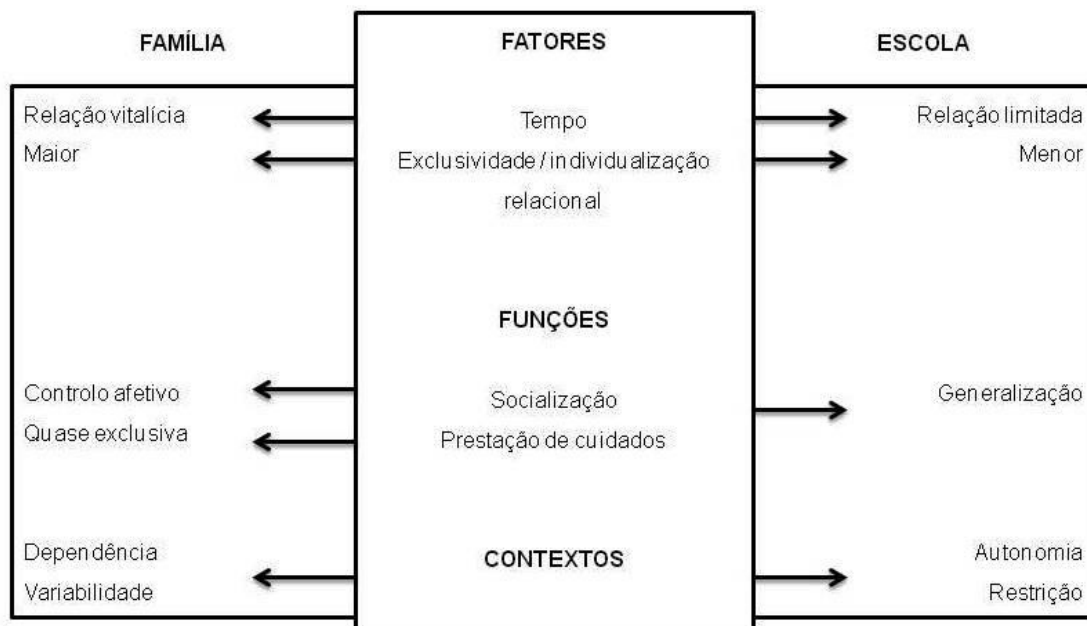 FAMÍLIA FATORES ESCOLA
Relação vitalícia Tempo Relação limitada
Maior Exclusividade / individualização Menor
relacional
FUNÇÕES
Controlo afetivo Socialização Generalização
Quase exclusiva Prestação de cuidados
Dependência CONTEXTOS Autonomia
Variabilidade Restrição